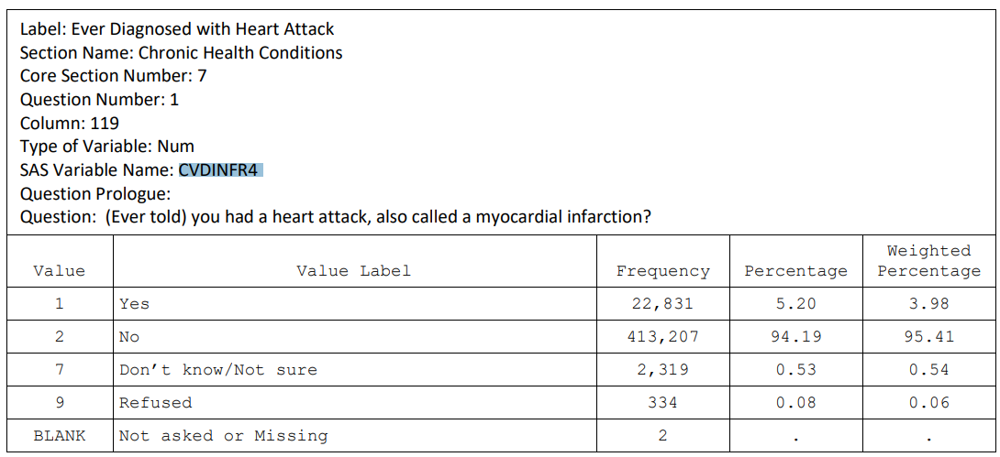 Label: Ever Diagnosed with Heart Attack
Section Name: Chronic Health Conditions
Core Section Number: 7
Question Number: 1
Column: 119
Type of Variable: Num
SAS Variable Name: CVDINFR4
Question Prologue:
Question:  (Ever told) you had a heart attack, also called a myocardial infarction?
Value Value Label Frequency Percentage Weighted Percentage
1 Yes 22,831 5.20 3.98
2 No 413,207 94.19 95.41
7 Don’t know/Not sure 2,319 0.53 0.54
9 Refused 334 0.08 0.06
BLANK Not asked or Missing 2 . .